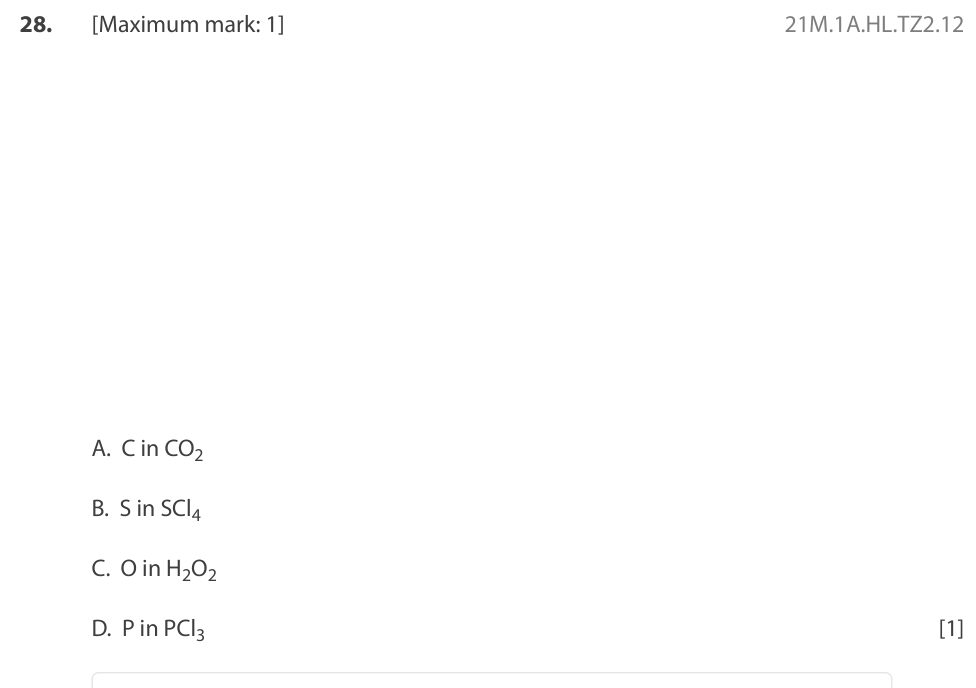 28. [Maximum mark: 1] 21M.1A.HL.TZ2.12
A. C in CO₂
B. S in SCl₄
C. O in H₂O₂
D. P in PCl₃ [1]